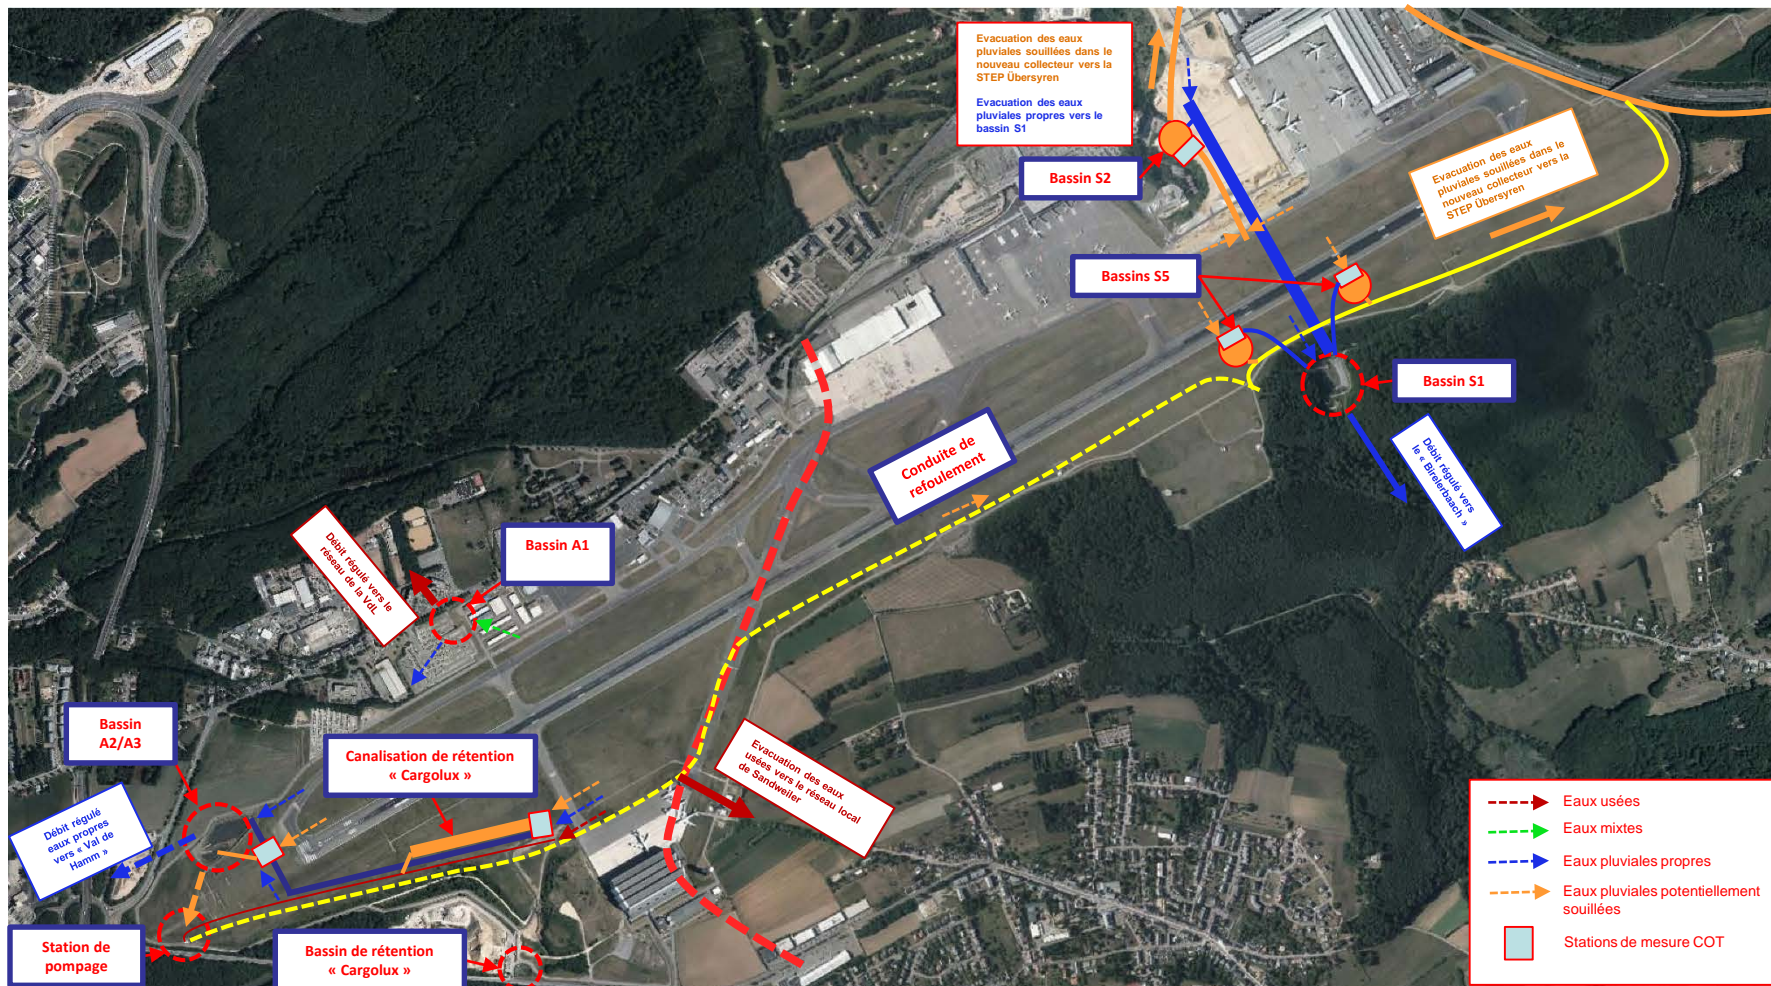 Evacuation des eaux
pluviales souillées dans le
nouveau collecteur vers la
STEP Übersyren
Evacuation des eaux
pluviales propres vers le
bassin S1
Bassin S2
Evacuation des eaux
pluviales souillées dans le
nouveau collecteur vers la
STEP Übersyren
Bassins S5
Bassin S1
Débit régulé vers
le « Birelerbaach »
Conduite de
refoulement
Bassin A1
Débit régulé vers le
réseau de la VdL
Bassin
A2/A3
Canalisation de rétention
« Cargolux »
Evacuation des eaux
usées vers le réseau local
de Sandweiler
Débit régulé
eaux propres
vers « Val de
Hamm »
Station de
pompage
Bassin de rétention
« Cargolux »
Eaux usées
Eaux mixtes
Eaux pluviales propres
Eaux pluviales potentiellement
souillées
Stations de mesure COT